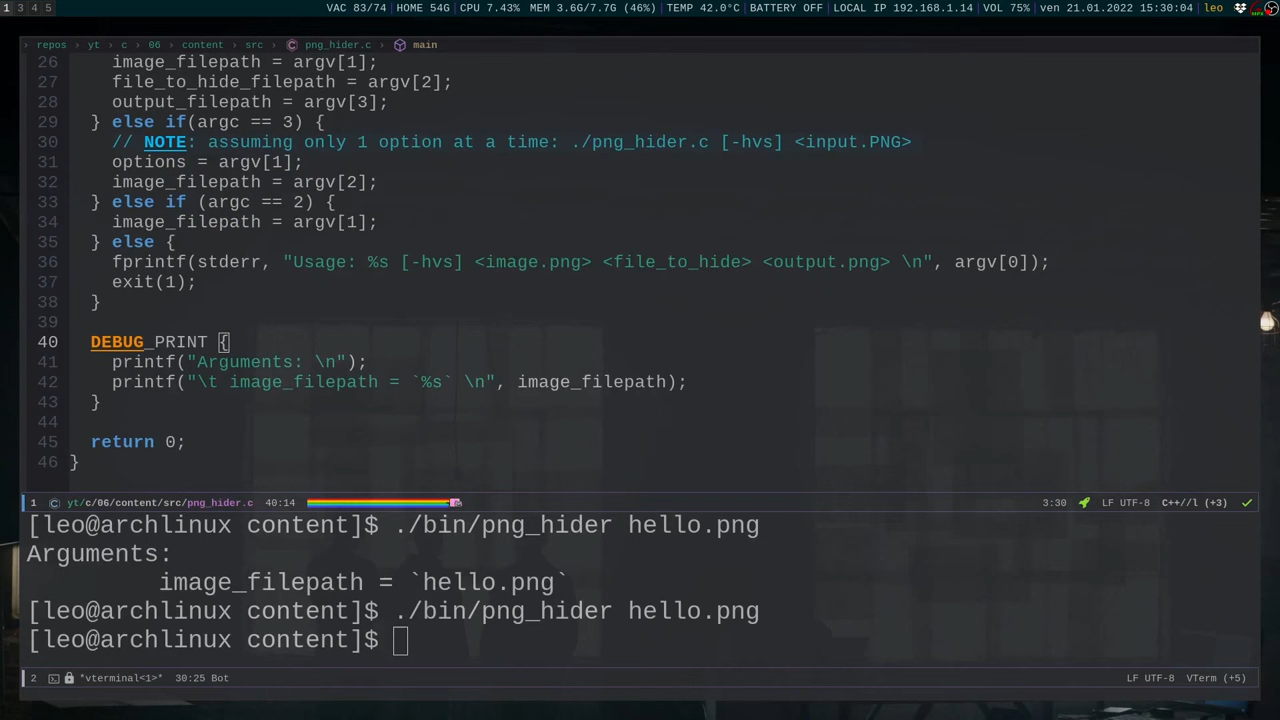 1 3 4 5 VAC 83/74 | HOME 54G | CPU 7.43% MEM 3.6G/7.7G (46%) | TEMP 42.0°C | BATTERY OFF | LOCAL IP 192.168.1.14 | VOL 75% | ven 21.01.2022 15:30:04 | leo
› repos › yt › c › 06 › content › src › png_hider.c › main
26 image_filepath = argv[1];
27 file_to_hide_filepath = argv[2];
28 output_filepath = argv[3];
29 } else if(argc == 3) {
30 // NOTE: assuming only 1 option at a time: ./png_hider.c [-hvs] <input.PNG>
31 options = argv[1];
32 image_filepath = argv[2];
33 } else if (argc == 2) {
34 image_filepath = argv[1];
35 } else {
36 fprintf(stderr, "Usage: %s [-hvs] <image.png> <file_to_hide> <output.png> \n", argv[0]);
37 exit(1);
38 }
39
40 DEBUG_PRINT {
41 printf("Arguments: \n");
42 printf("\t image_filepath = `%s` \n", image_filepath);
43 }
44
45 return 0;
46 }
1 yt/c/06/content/src/png_hider.c 40:14 3:30 LF UTF-8 C++//l (+3)
[leo@archlinux content]$ ./bin/png_hider hello.png
Arguments:
image_filepath = `hello.png`
[leo@archlinux content]$ ./bin/png_hider hello.png
[leo@archlinux content]$
2 *vterminal<1>* 30:25 Bot LF UTF-8 VTerm (+5)